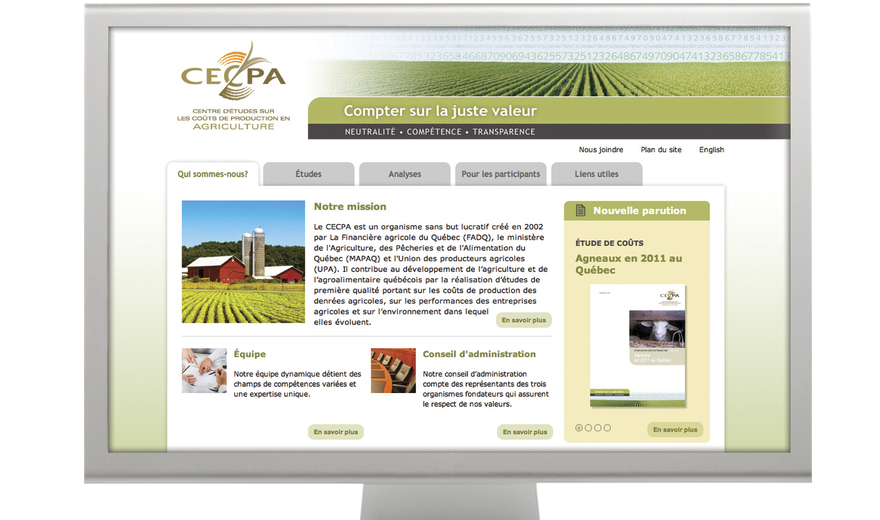 CECPA
CENTRE D'ÉTUDES SUR
LES COÛTS DE PRODUCTION EN
AGRICULTURE
Compter sur la juste valeur
NEUTRALITÉ • COMPÉTENCE • TRANSPARENCE
Nous joindre Plan du site English
Qui sommes-nous? Études Analyses Pour les participants Liens utiles
Notre mission
Le CECPA est un organisme sans but lucratif créé en 2002
par La Financière agricole du Québec (FADQ), le ministère
de l'Agriculture, des Pêcheries et de l'Alimentation du
Québec (MAPAQ) et l'Union des producteurs agricoles
(UPA). Il contribue au développement de l'agriculture et de
l'agroalimentaire québécois par la réalisation d'études de
première qualité portant sur les coûts de production des
denrées agricoles, sur les performances des entreprises
agricoles et sur l'environnement dans lequel
elles évoluent.
En savoir plus
Équipe
Notre équipe dynamique détient des
champs de compétences variées et
une expertise unique.
En savoir plus
Conseil d'administration
Notre conseil d'administration
compte des représentants des trois
organismes fondateurs qui assurent
le respect de nos valeurs.
En savoir plus
Nouvelle parution
ÉTUDE DE COÛTS
Agneaux en 2011 au
Québec
CECPA
Agneaux
en 2011 au Québec
En savoir plus